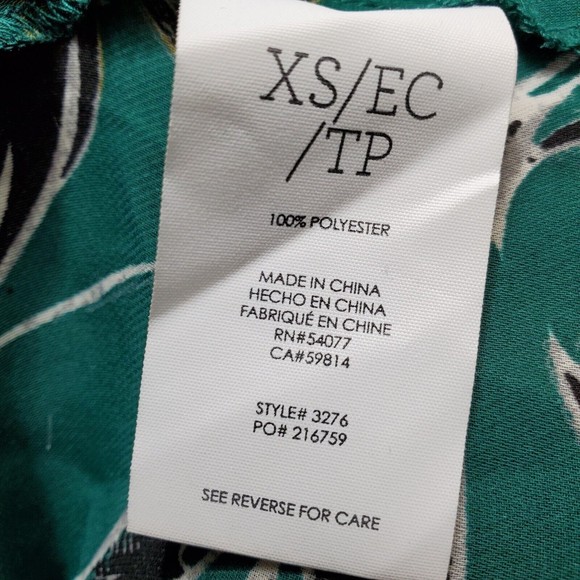 XS/EC
/TP
100% POLYESTER
MADE IN CHINA
HECHO EN CHINA
FABRIQUÉ EN CHINE
RN#54077
CA#59814
STYLE# 3276
PO# 216759
SEE REVERSE FOR CARE